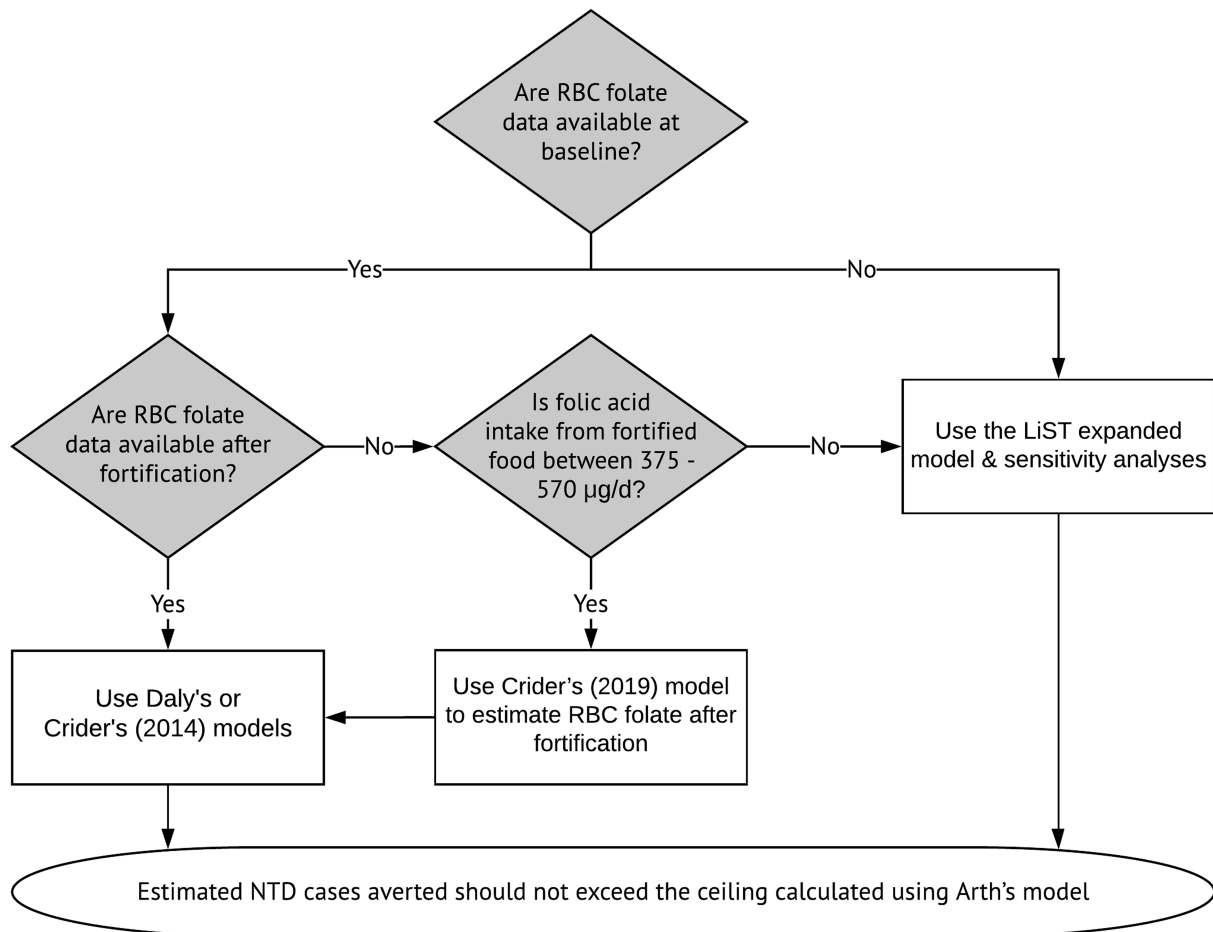 Are RBC folate
data available at
baseline?
Yes
No
Are RBC folate
data available after
fortification?
No
Is folic acid
intake from fortified
food between 375 -
570 µg/d?
No
Use the LiST expanded
model & sensitivity analyses
Yes
Yes
Use Daly's or
Crider's (2014) models
Use Crider’s (2019) model
to estimate RBC folate after
fortification
Estimated NTD cases averted should not exceed the ceiling calculated using Arth’s model